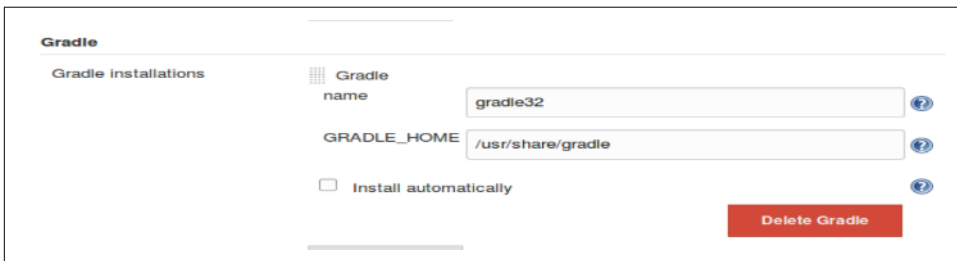 Gradle
Gradle installations
Gradle
name
gradle32
GRADLE_HOME
/usr/share/gradle
Install automatically
Delete Gradle